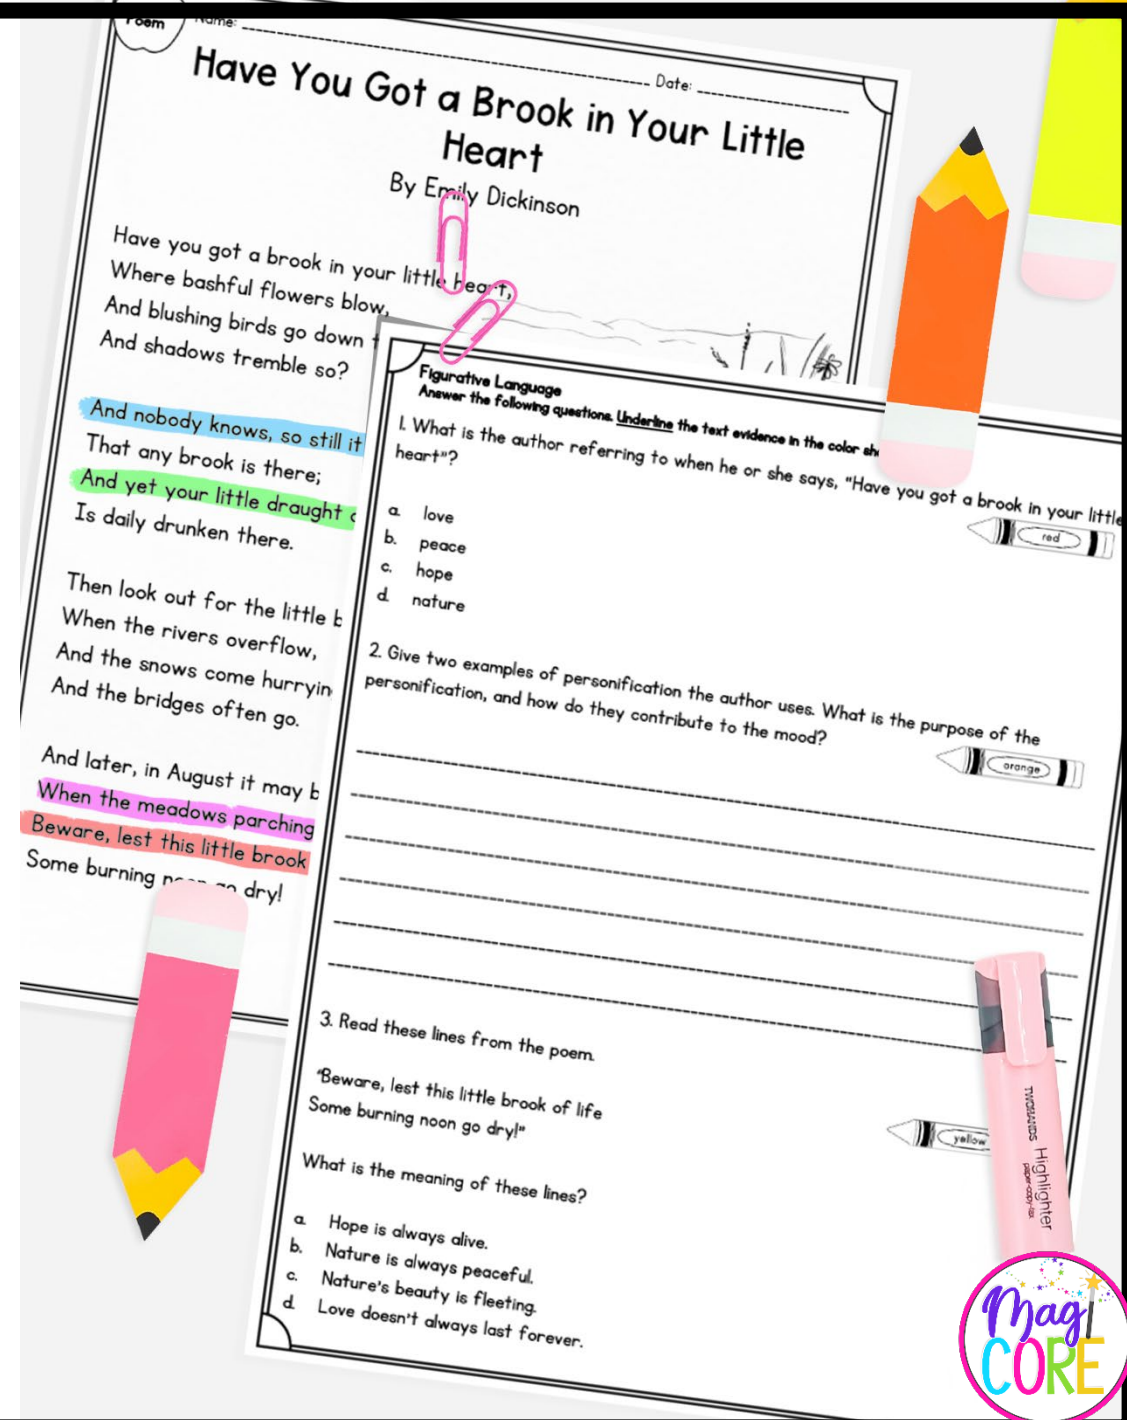 Poem
Name:
Date:
Have You Got a Brook in Your Little
Heart
By Emily Dickinson
Have you got a brook in your little heart,
Where bashful flowers blow,
And blushing birds go down
And shadows tremble so?
And nobody knows, so still it
That any brook is there;
And yet your little draught
Is daily drunken there.
Then look out for the little
When the rivers overflow,
And the snows come
And the bridges often go.
And later, in August it may
When the meadows parching
Beware, lest this little brook
Some burning noon go dry!
Figurative Language
Answer the following questions. Underline the text evidence in the color
1. What is the author referring to when he or she says, "Have you got a brook in your little
heart"?
red
a. love
b. peace
c. hope
d. nature
2. Give two examples of personification the author uses. What is the purpose of the
personification, and how do they contribute to the mood?
orange
3. Read these lines from the poem.
"Beware, lest this little brook of life
Some burning noon go dry!"
yellow
What is the meaning of these lines?
a. Hope is always alive.
b. Nature is always peaceful.
c. Nature's beauty is fleeting.
d. Love doesn't always last forever.
TWOHANDS Highlighter
Magi
CORE